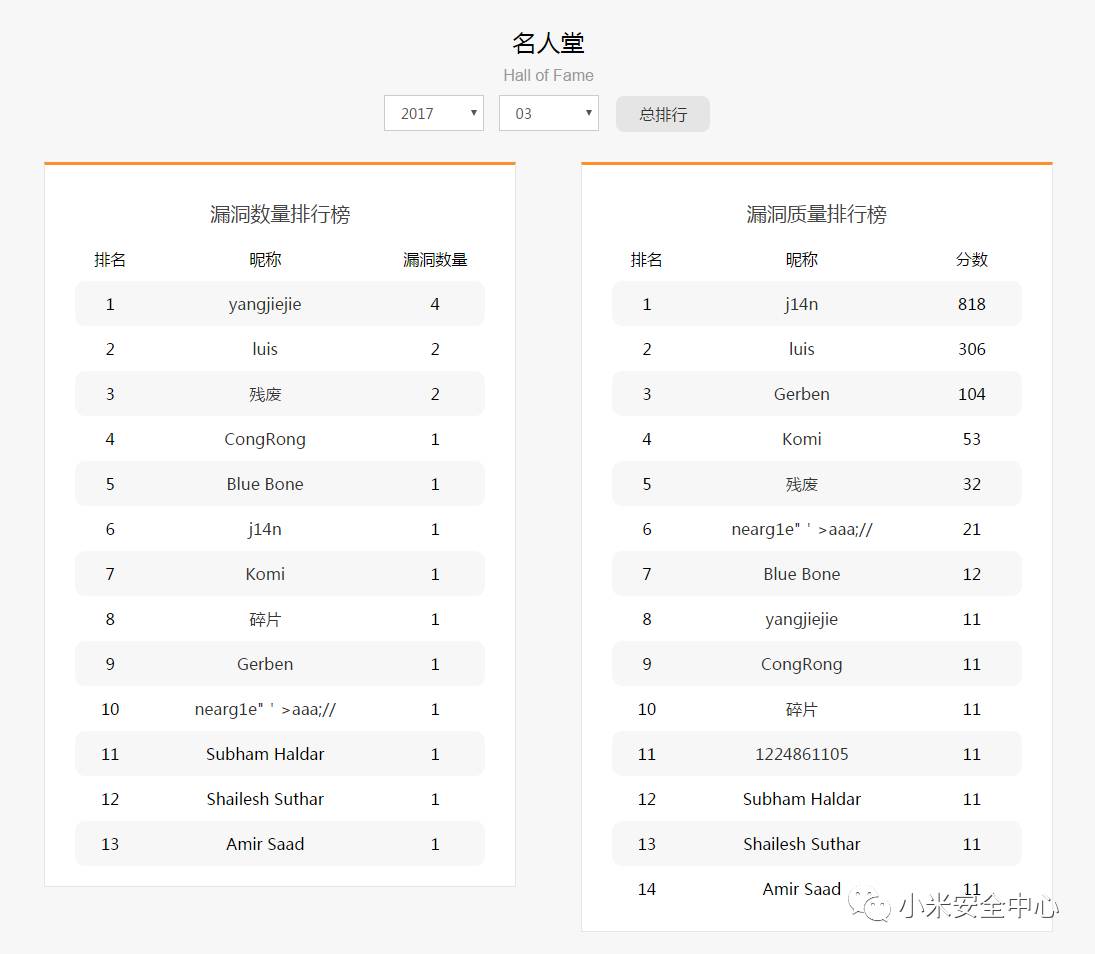 名人堂
Hall of Fame
2017 03 总排行
漏洞数量排行榜
排名 昵称 漏洞数量
1 yangjiejie 4
2 luis 2
3 残废 2
4 CongRong 1
5 Blue Bone 1
6 j14n 1
7 Komi 1
8 碎片 1
9 Gerben 1
10 nearg1e" ' >aaa;// 1
11 Subham Haldar 1
12 Shailesh Suthar 1
13 Amir Saad 1
漏洞质量排行榜
排名 昵称 分数
1 j14n 818
2 luis 306
3 Gerben 104
4 Komi 53
5 残废 32
6 nearg1e" ' >aaa;// 21
7 Blue Bone 12
8 yangjiejie 11
9 CongRong 11
10 碎片 11
11 1224861105 11
12 Subham Haldar 11
13 Shailesh Suthar 11
14 Amir Saad 11
小米安全中心